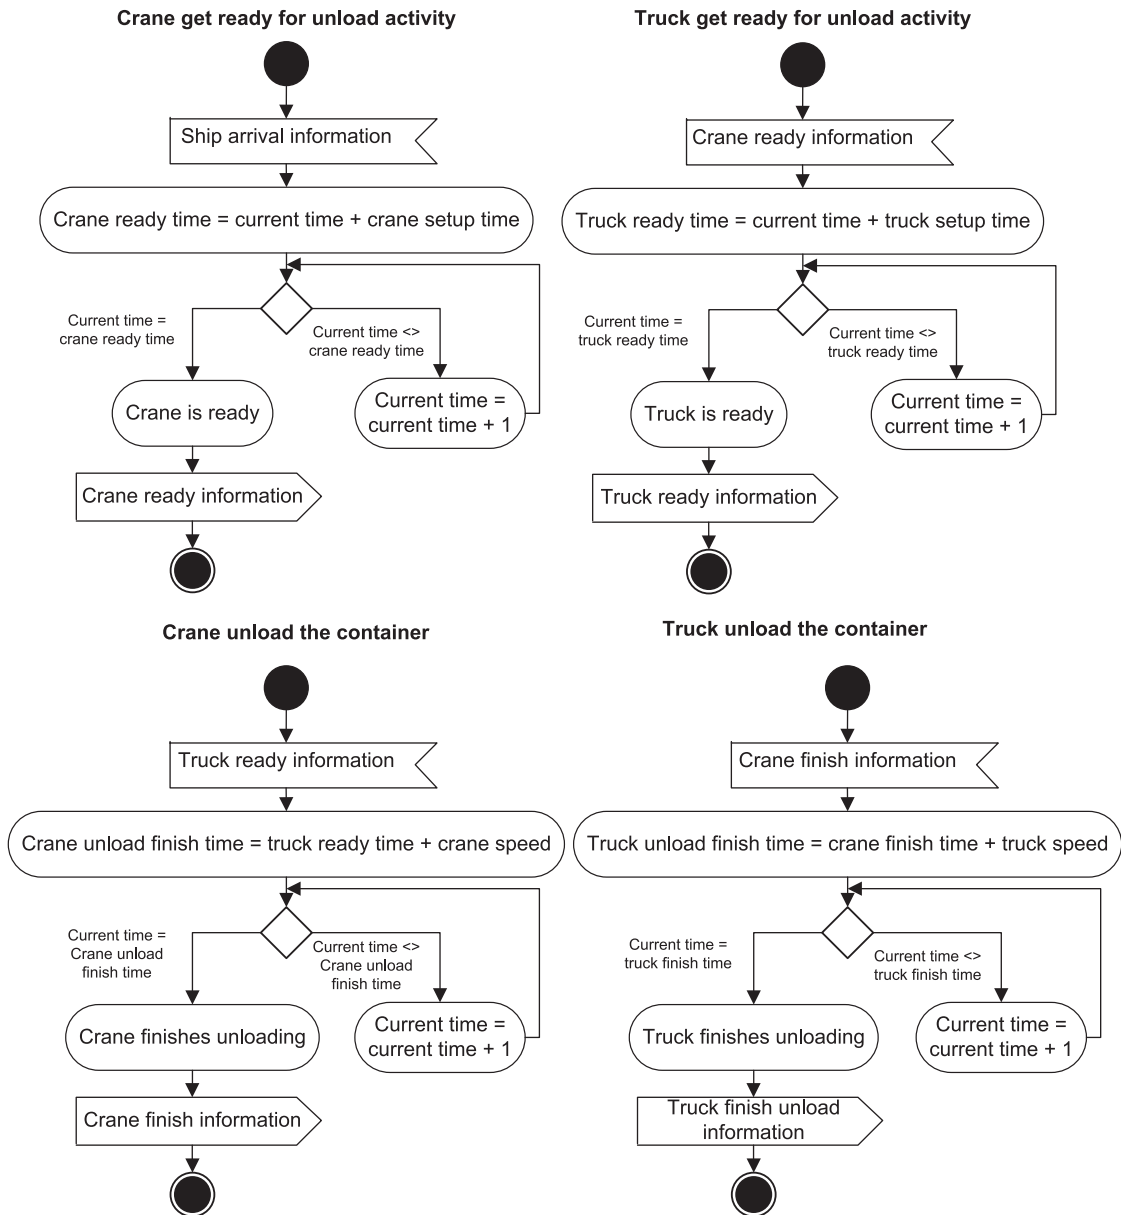 Crane get ready for unload activity
Ship arrival information
Crane ready time = current time + crane setup time
Current time =
crane ready time
Current time <>
crane ready time
Crane is ready
Current time =
current time + 1
Crane ready information
Truck get ready for unload activity
Crane ready information
Truck ready time = current time + truck setup time
Current time =
truck ready time
Current time <>
truck ready time
Truck is ready
Current time =
current time + 1
Truck ready information
Crane unload the container
Truck ready information
Crane unload finish time = truck ready time + crane speed
Current time =
Crane unload
finish time
Current time <>
Crane unload
finish time
Crane finishes unloading
Current time =
current time + 1
Crane finish information
Truck unload the container
Crane finish information
Truck unload finish time = crane finish time + truck speed
Current time =
truck finish time
Current time <>
truck finish time
Truck finishes unloading
Current time =
current time + 1
Truck finish unload
information